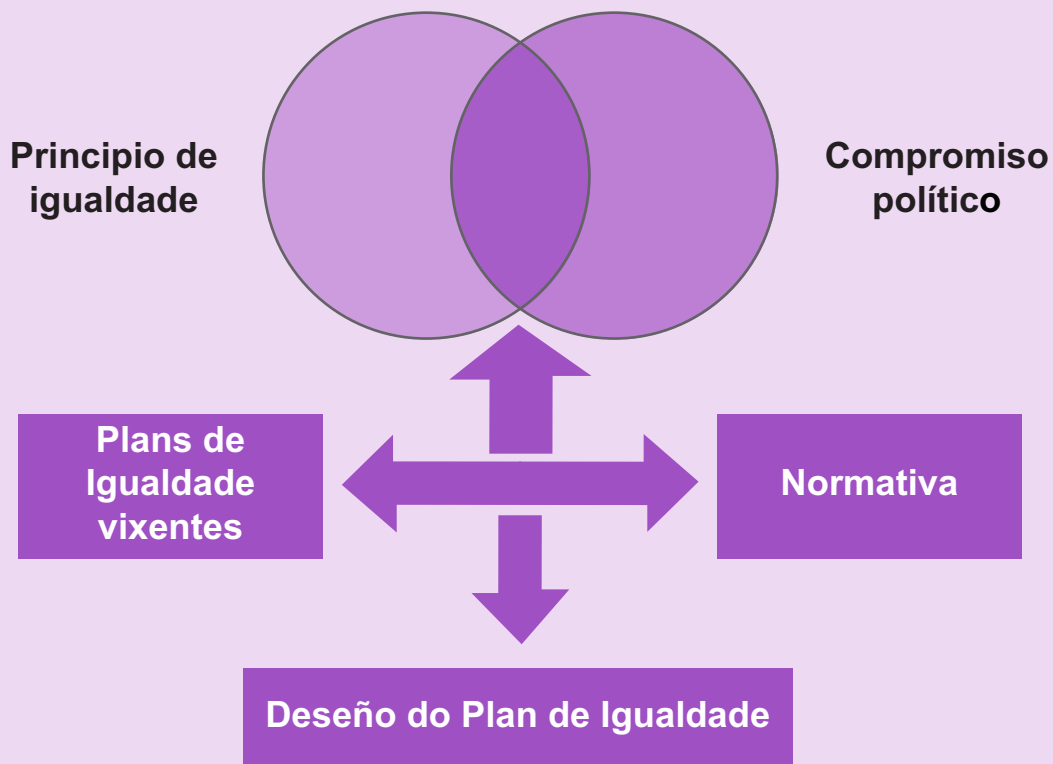 Principio de
igualdade
Compromiso
político
Plans de
Igualdade
vixentes
Normativa
Deseño do Plan de Igualdade